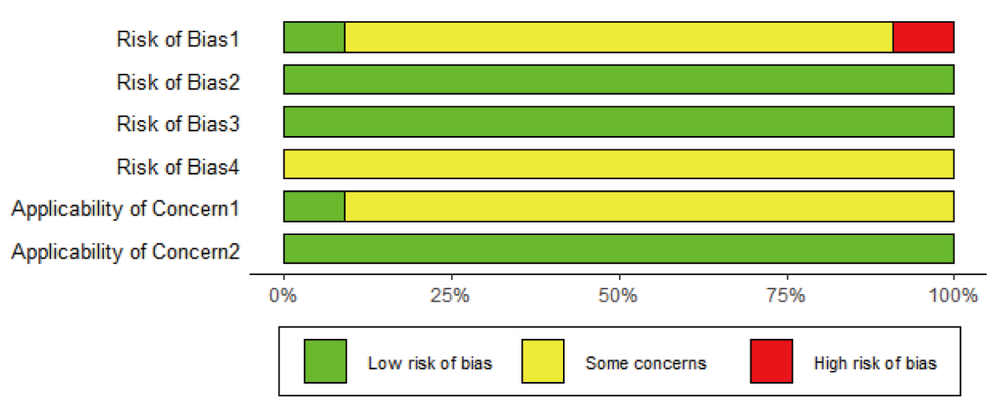 Risk of Bias1
Risk of Bias2
Risk of Bias3
Risk of Bias4
Applicability of Concern1
Applicability of Concern2
0% 25% 50% 75% 100%
Low risk of bias Some concerns High risk of bias